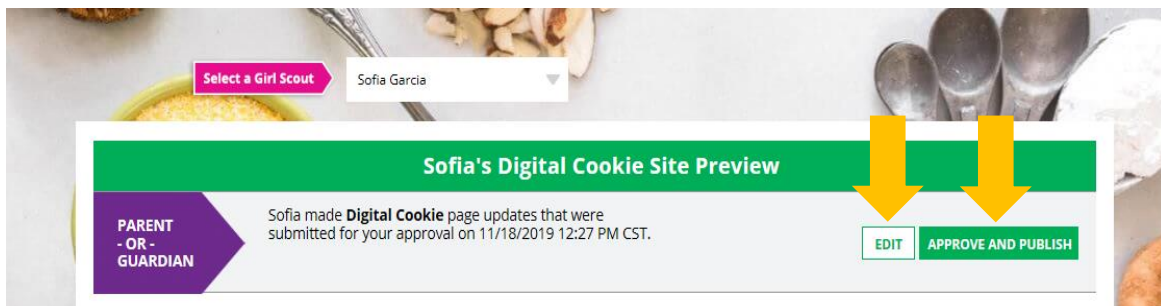 Select a Girl Scout
Sofia Garcia
Sofia's Digital Cookie Site Preview
PARENT
- OR -
GUARDIAN
Sofia made Digital Cookie page updates that were
submitted for your approval on 11/18/2019 12:27 PM CST.
EDIT
APPROVE AND PUBLISH